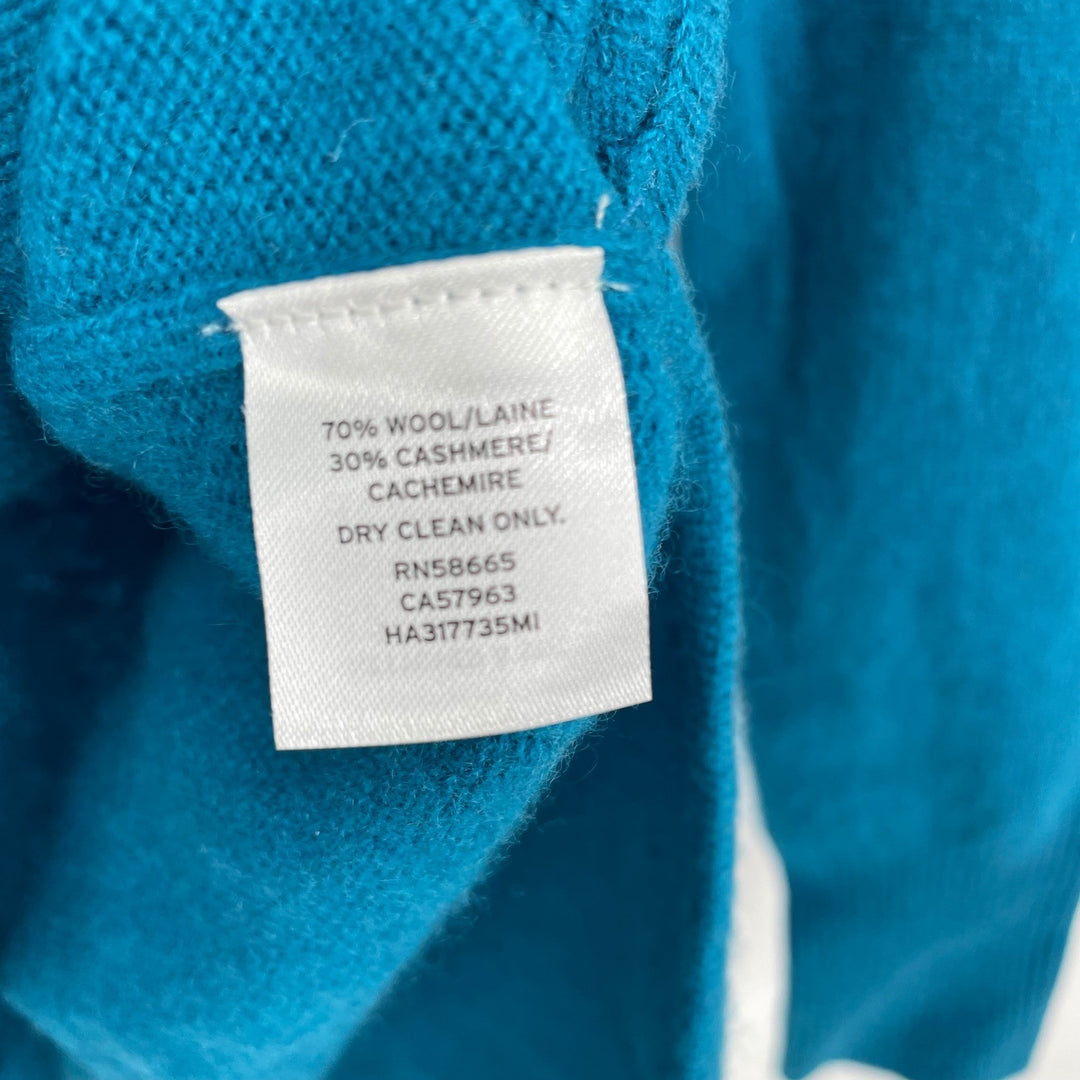 70% WOOL/LAINE
30% CASHMERE/
CACHEMIRE
DRY CLEAN ONLY.
RN58665
CA57963
HA317735MI